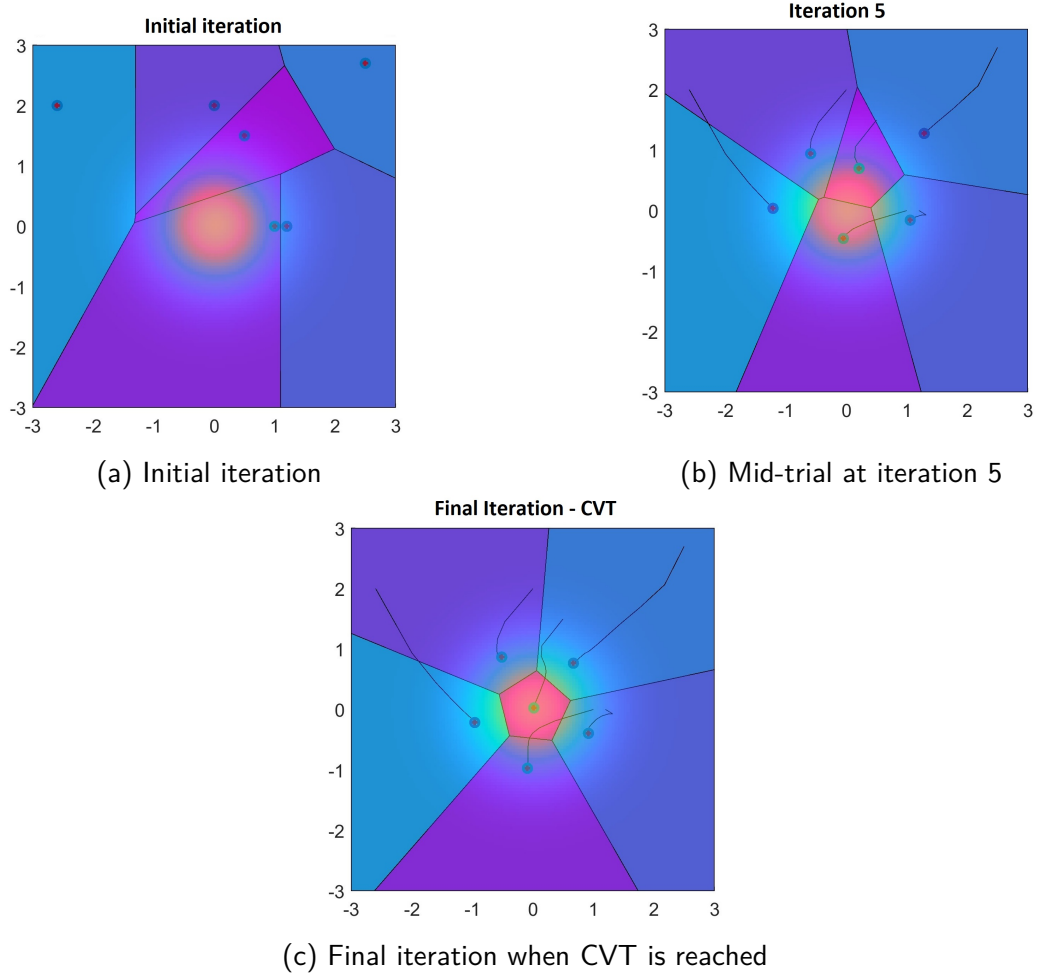 Initial iteration
3
2
1
0
-1
-2
-3
-3 -2 -1 0 1 2 3
(a) Initial iteration
Iteration 5
3
2
1
0
-1
-2
-3
-3 -2 -1 0 1 2 3
(b) Mid-trial at iteration 5
Final Iteration - CVT
3
2
1
0
-1
-2
-3
-3 -2 -1 0 1 2 3
(c) Final iteration when CVT is reached